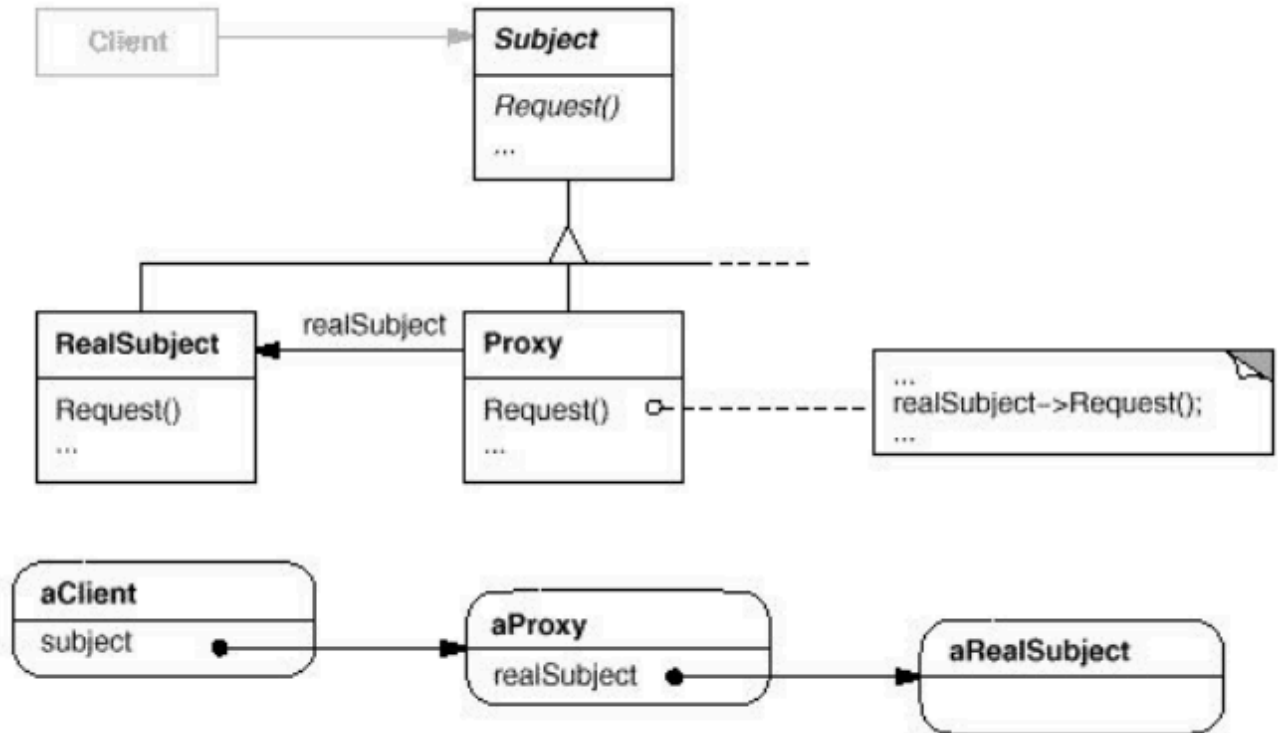 Client
Subject
Request()
...
realSubject
RealSubject
Request()
...
Proxy
Request()
...
...
realSubject->Request();
...
aClient
subject
aProxy
realSubject
aRealSubject